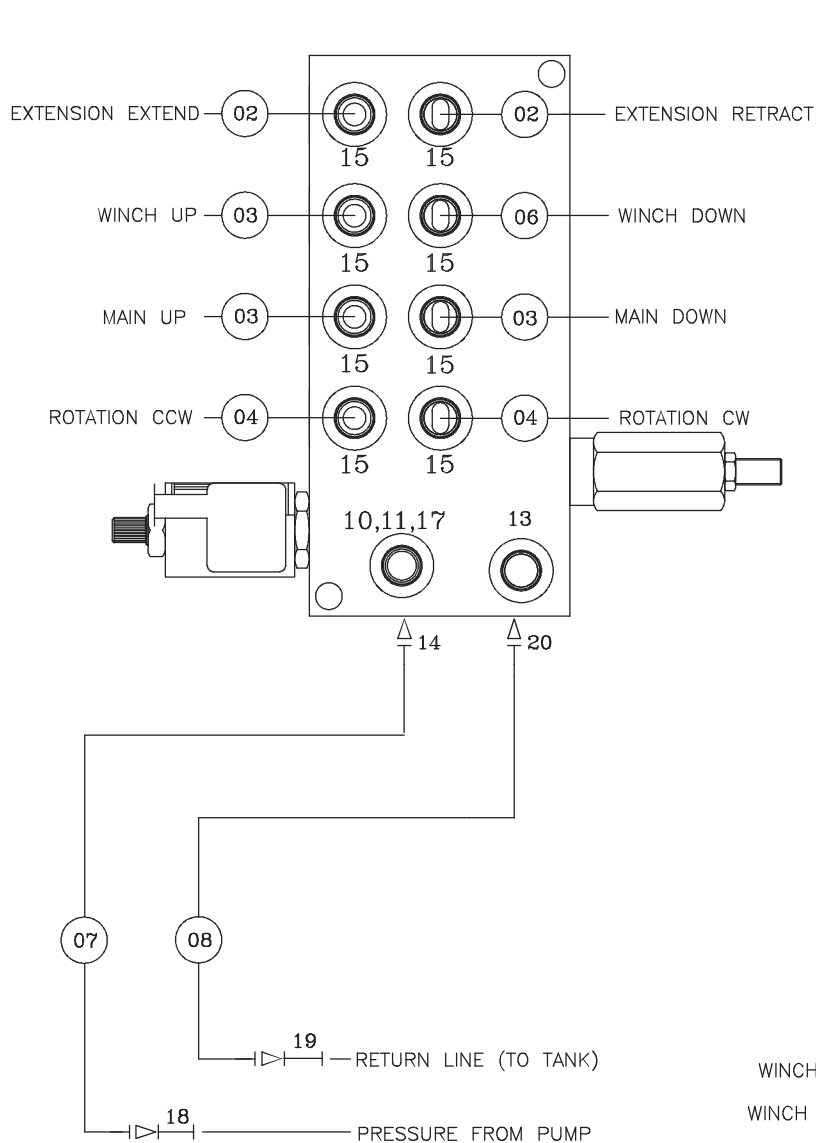 EXTENSION EXTEND 02 02 EXTENSION RETRACT
15 15
WINCH UP 03 06 WINCH DOWN
15 15
MAIN UP 03 03 MAIN DOWN
15 15
ROTATION CCW 04 04 ROTATION CW
15 15
10,11,17 13
14 20
07 08
19
RETURN LINE (TO TANK)
WINCH
18
PRESSURE FROM PUMP
WINCH